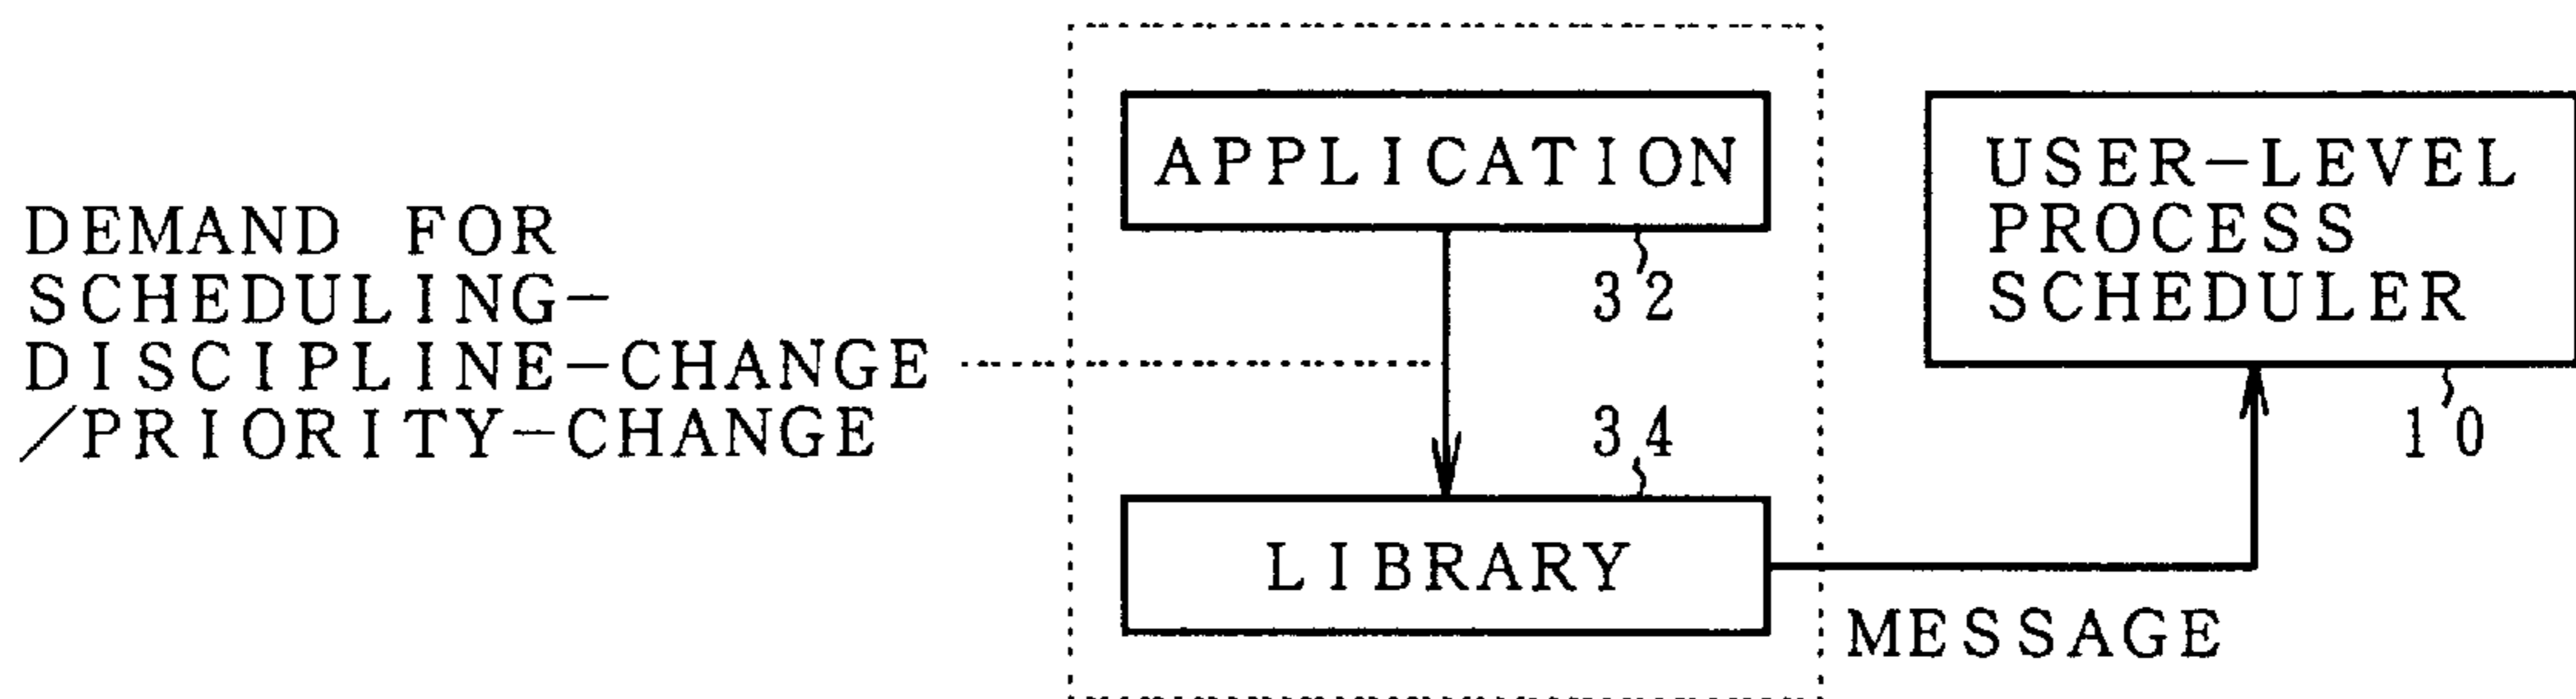 DEMAND FOR
SCHEDULING-
DISCIPLINE-CHANGE
/PRIORITY-CHANGE
APPLICATION
32
34
LIBRARY
USER-LEVEL
PROCESS
SCHEDULER
10
MESSAGE